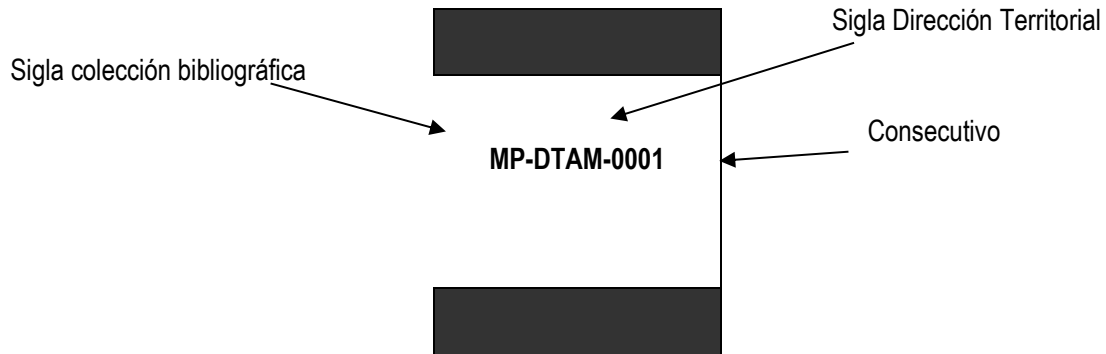 Sigla Dirección Territorial
Sigla colección bibliográfica
Consecutivo
MP-DTAM-0001